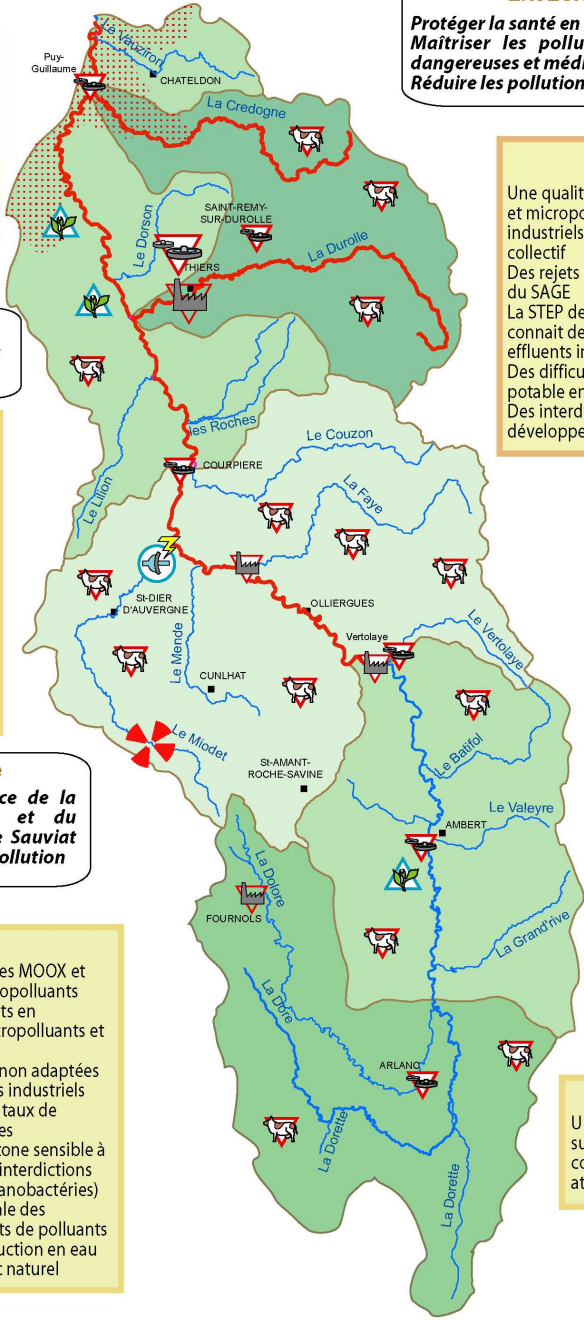 Protéger la santé en
Maîtriser les pollu
dangereuses et médi
Réduire les pollution
Le Vauziron
Puy-
Guillaume
CHATELDON
La Credogne
Une qualité
et micropo
industriels
collectif
Des rejets
du SAGE
La STEP de
connait de
effluents in
Des difficu
potable en
Des interd
développe
SAINT-REMY-
SUR-DUROLLE
Le Dorson
La Durolle
THIERS
les Roches
Le Couzon
COURPIERE
Le Lilion
La Faye
St-DIER
D'AUVERGNE
OLLIERGUES
Le Mende
Vertolaye
Le Vertolaye
CUNLHAT
Le Miodet
Le Batifol
St-AMANT-
ROCHE-SAVINE
ce de la
et du
e Sauviat
ollution
Le Valeyre
AMBERT
La Dolore
FOURNOLS
La Grand'rive
La Dore
es MOOX et
opolluants
ts en
cropolluants et
non adaptées
s industriels
taux de
es
zone sensible à
interdictions
anobactéries)
ale des
ts de polluants
uction en eau
c naturel
ARLANC
La Dorette
La Dorette
U
su
co
at